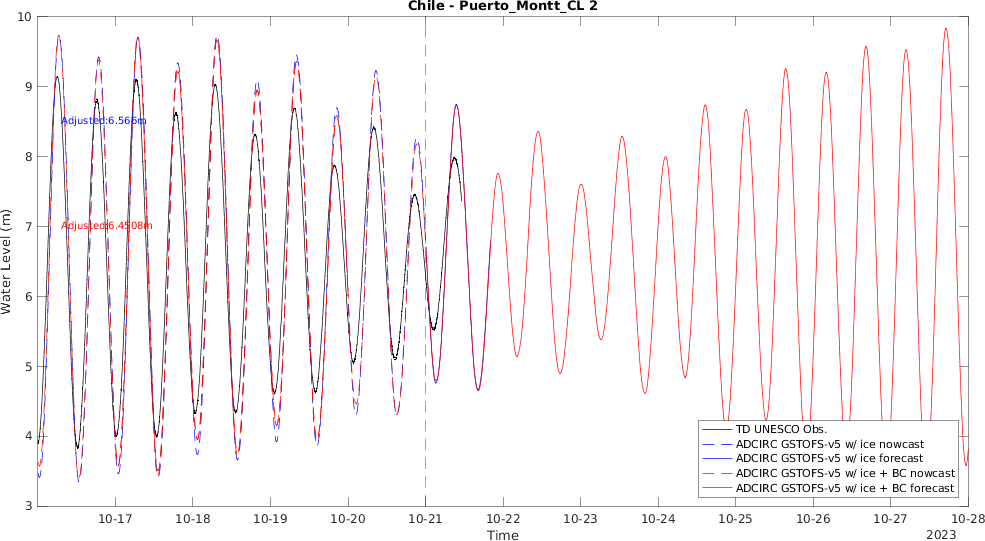 Chile - Puerto_Montt_CL 2
10
9
8
7
6
5
4
3
Water Level (m)
Adjusted:6.566m
Adjusted:6.4508m
TD UNESCO Obs.
ADCIRC GSTOFS-v5 w/ ice nowcast
ADCIRC GSTOFS-v5 w/ ice forecast
ADCIRC GSTOFS-v5 w/ ice + BC nowcast
ADCIRC GSTOFS-v5 w/ ice + BC forecast
10-17 10-18 10-19 10-20 10-21 10-22 10-23 10-24 10-25 10-26 10-27 10-28
Time
2023